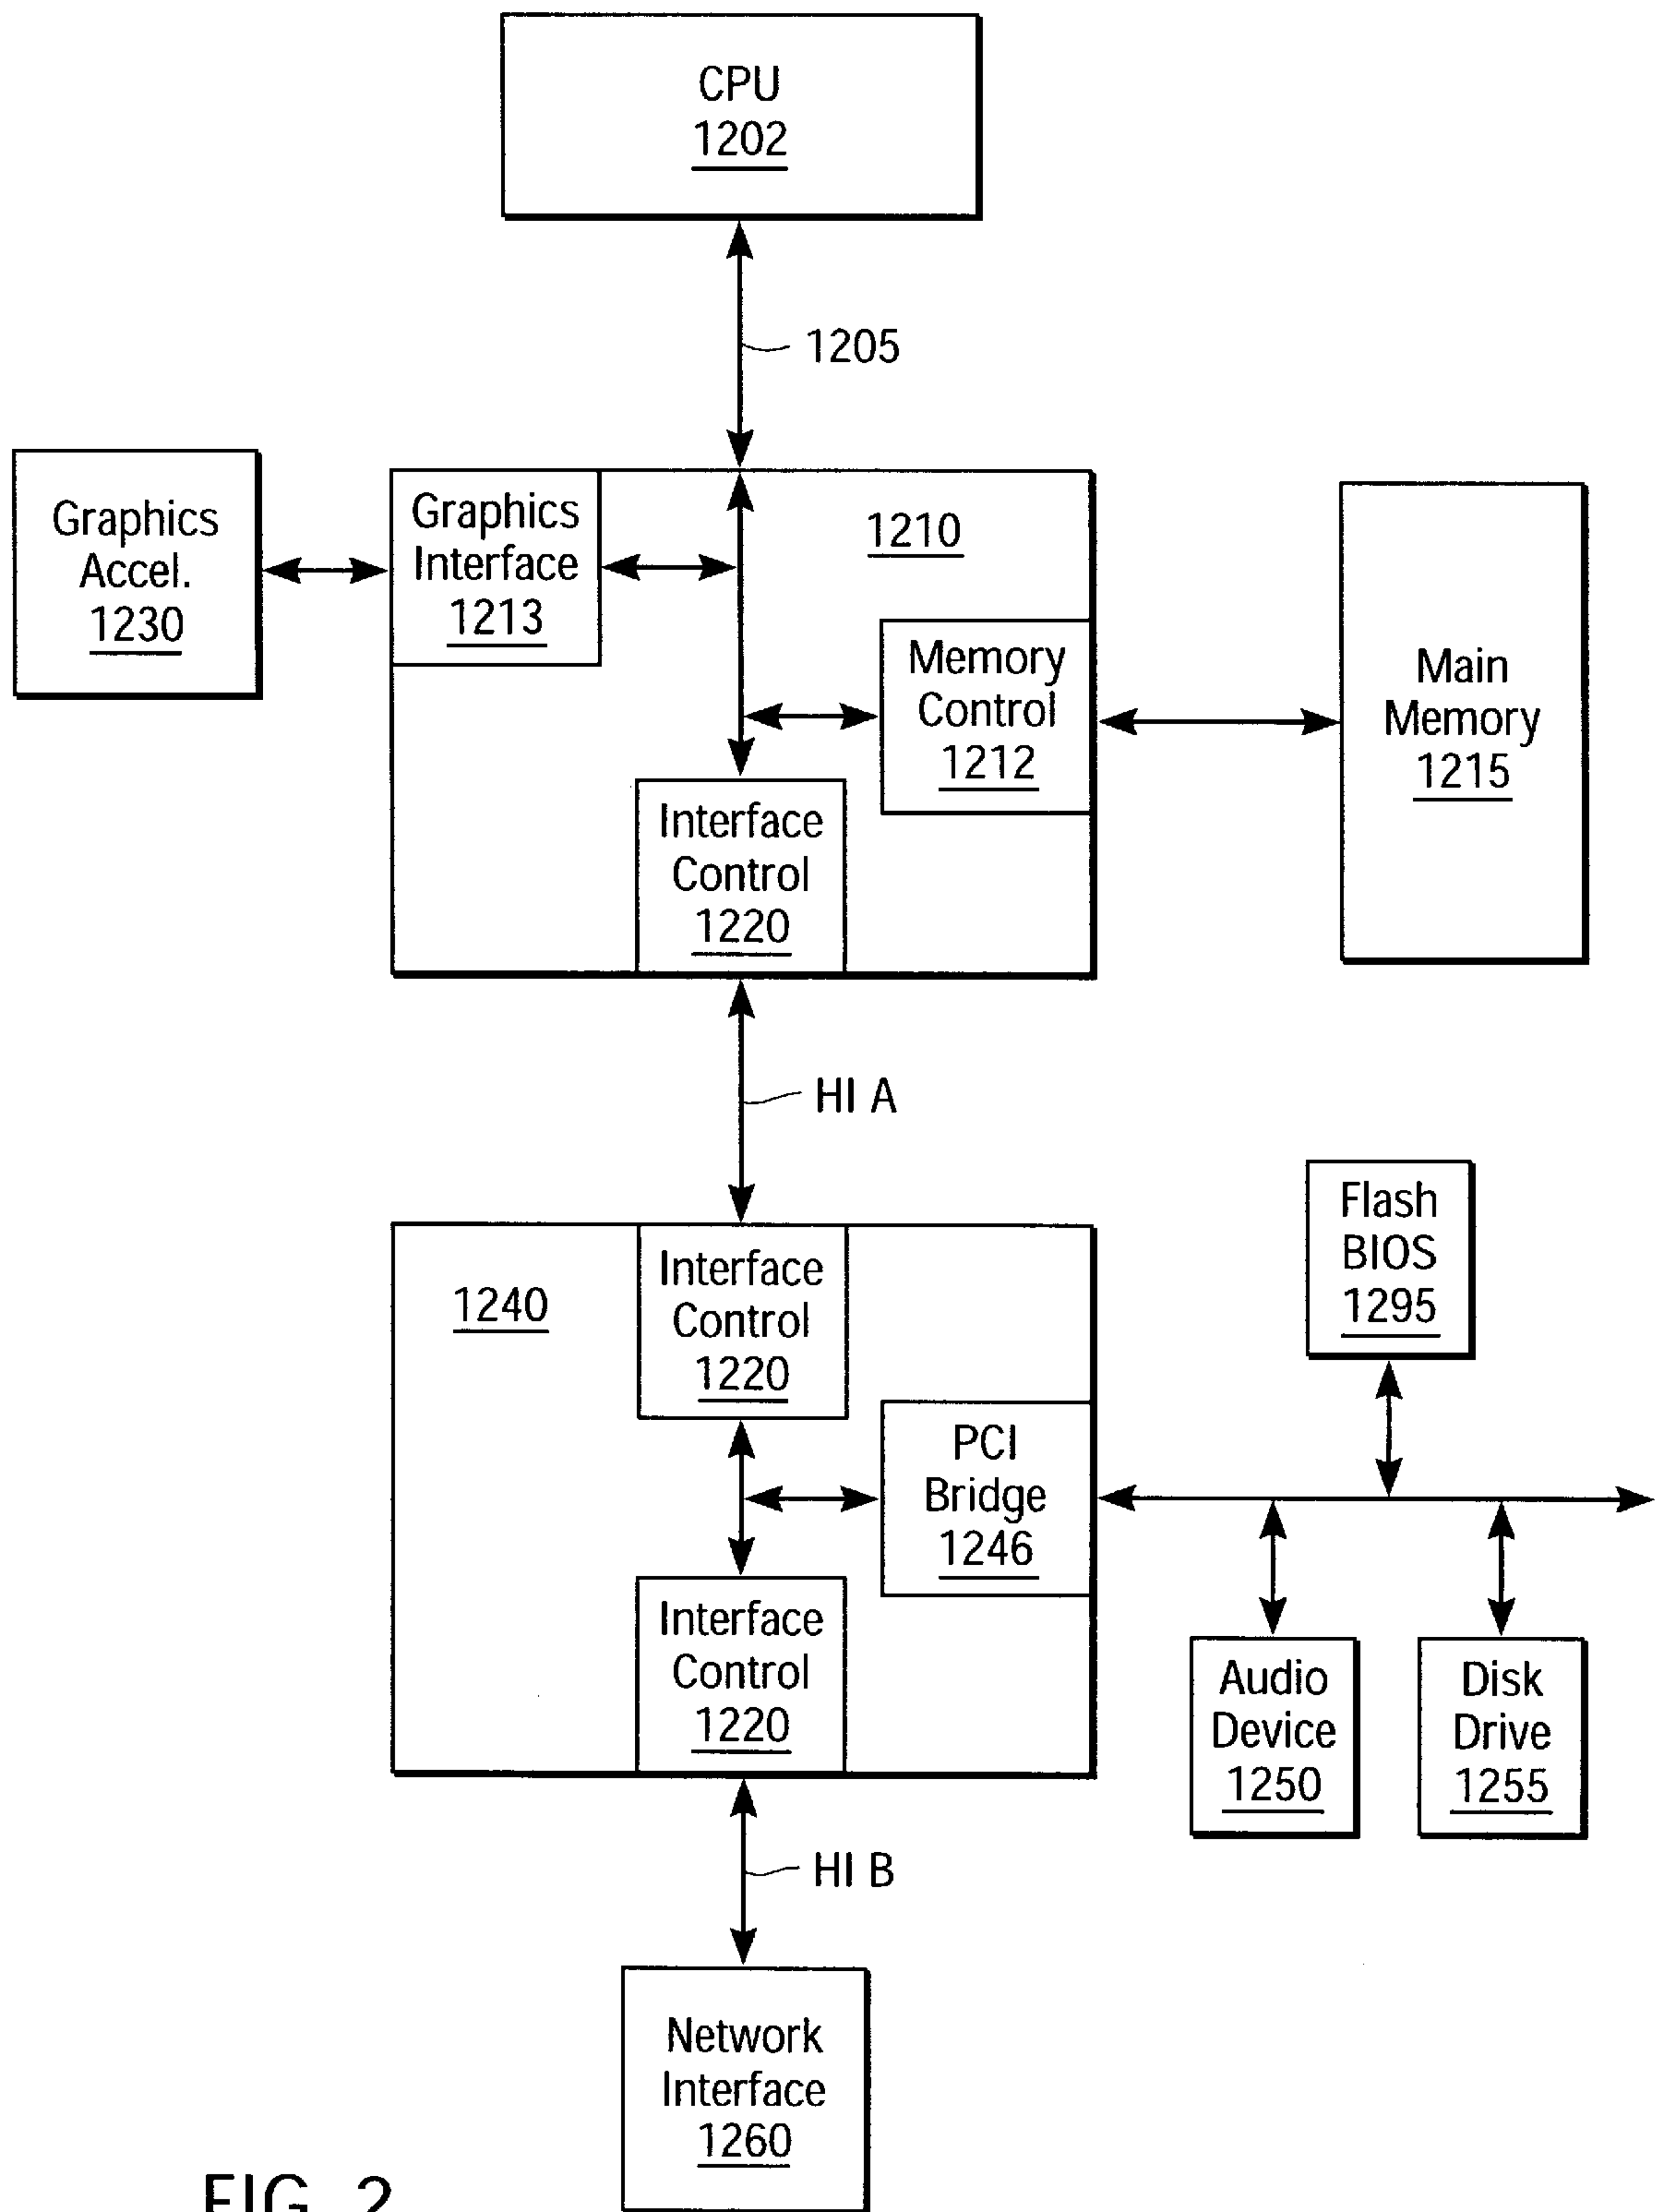 CPU
1202
1205
Graphics
Accel.
1230
Graphics
Interface
1213
1210
Memory
Control
1212
Main
Memory
1215
Interface
Control
1220
HI A
Flash
BIOS
1295
1240
Interface
Control
1220
PCI
Bridge
1246
Interface
Control
1220
Audio
Device
1250
Disk
Drive
1255
HI B
Network
Interface
1260
FIG. 2